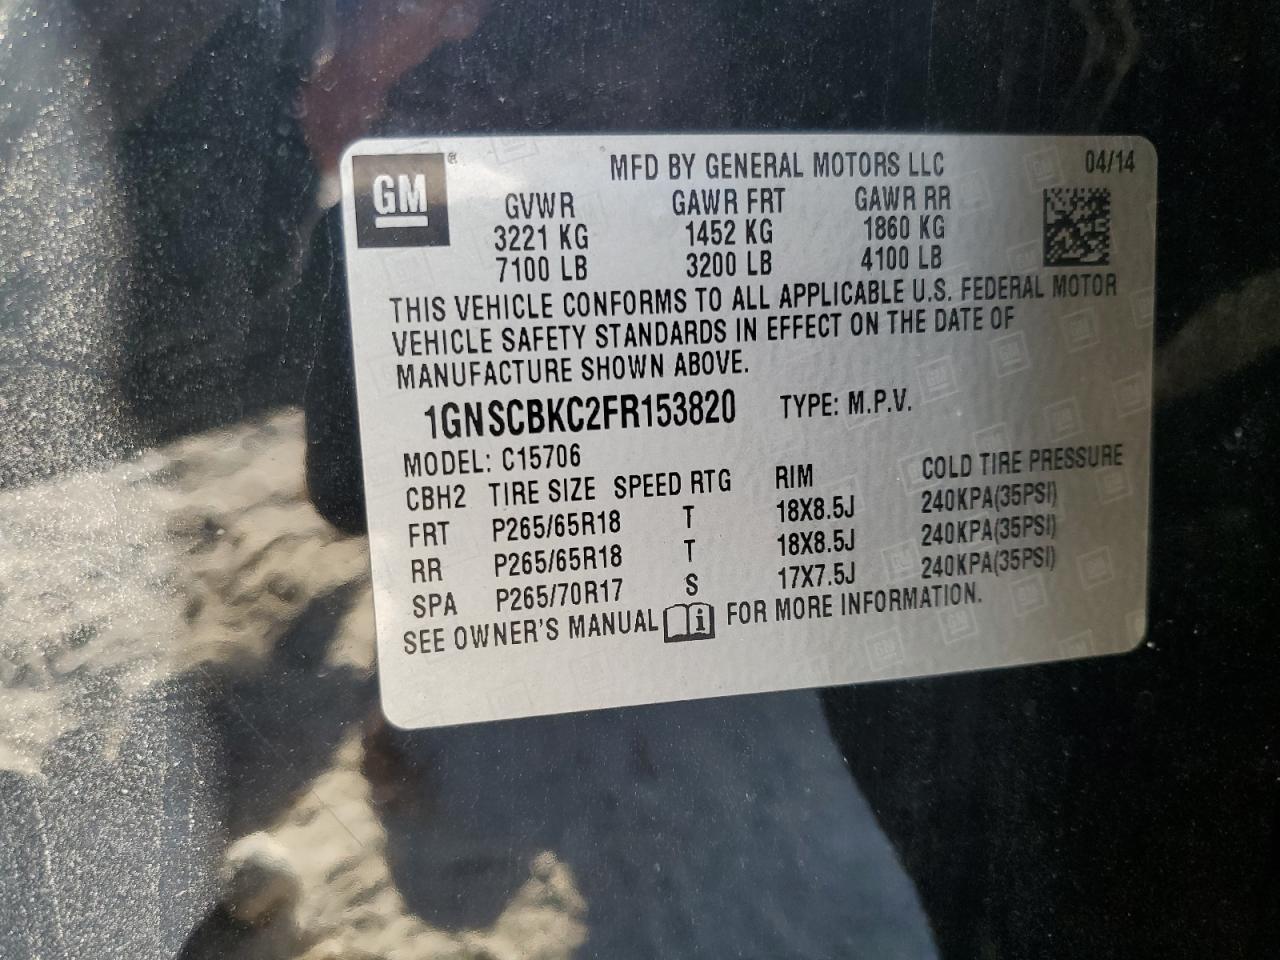 GM ®
MFD BY GENERAL MOTORS LLC 04/14
GVWR GAWR FRT GAWR RR
3221 KG 1452 KG 1860 KG
7100 LB 3200 LB 4100 LB
THIS VEHICLE CONFORMS TO ALL APPLICABLE U.S. FEDERAL MOTOR
VEHICLE SAFETY STANDARDS IN EFFECT ON THE DATE OF
MANUFACTURE SHOWN ABOVE.
1GNSCBKC2FR153820 TYPE: M.P.V.
MODEL: C15706
CBH2 TIRE SIZE SPEED RTG RIM COLD TIRE PRESSURE
FRT P265/65R18 T 18X8.5J 240KPA(35PSI)
RR P265/65R18 T 18X8.5J 240KPA(35PSI)
SPA P265/70R17 S 17X7.5J 240KPA(35PSI)
SEE OWNER'S MANUAL i FOR MORE INFORMATION.